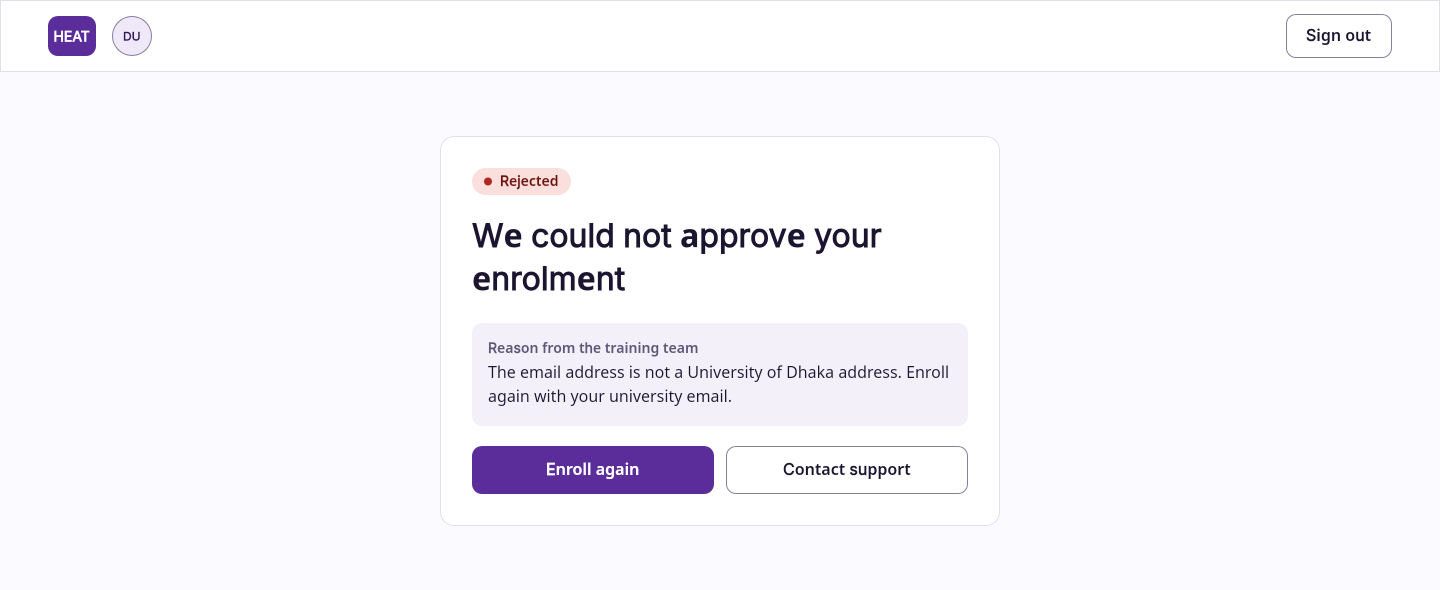 HEAT
DU
Sign out
Rejected
We could not approve your
enrolment
Reason from the training team
The email address is not a University of Dhaka address. Enroll
again with your university email.
Enroll again
Contact support